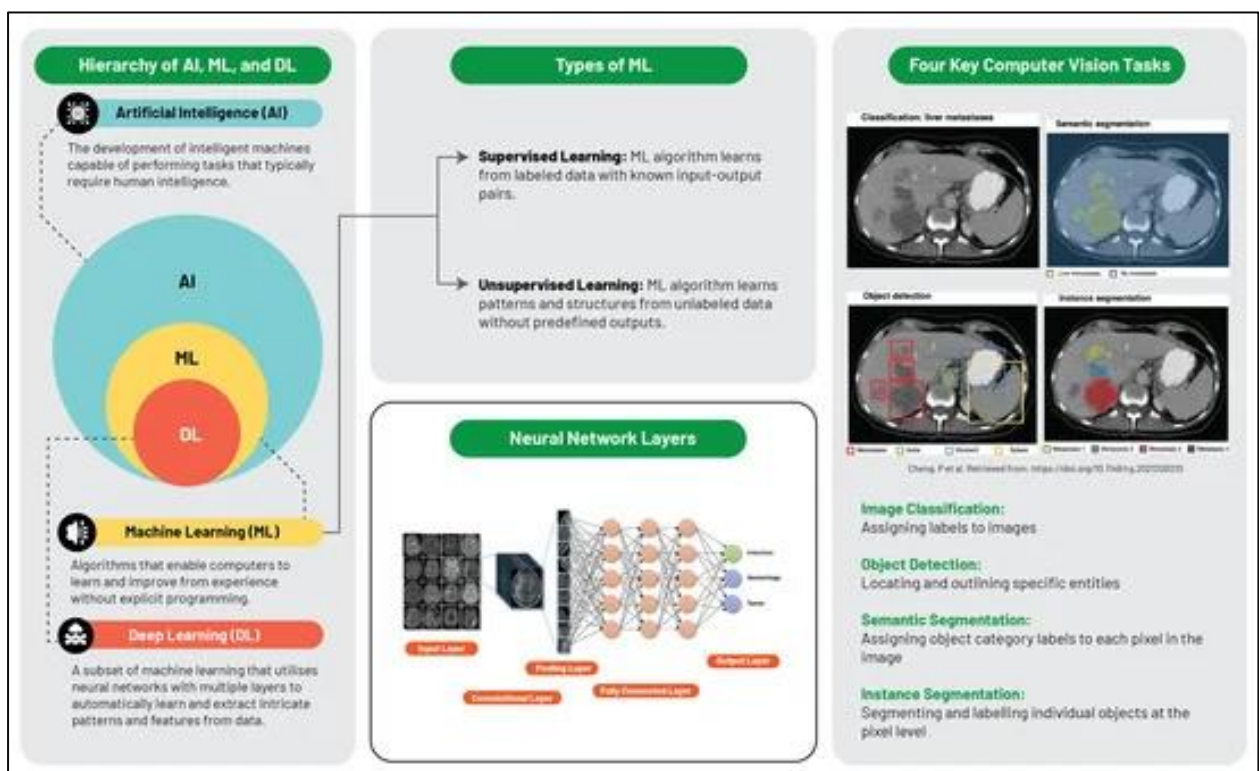 Hierarchy of AI, ML, and DL
Artificial Intelligence (AI)
The development of intelligent machines
capable of performing tasks that typically
require human intelligence.
AI
ML
DL
Machine Learning (ML)
Algorithms that enable computers to
learn and improve from experience
without explicit programming.
Deep Learning (DL)
A subset of machine learning that utilises
neural networks with multiple layers to
automatically learn and extract intricate
patterns and features from data.
Types of ML
Supervised Learning: ML algorithm learns
from labeled data with known input-output
pairs.
Unsupervised Learning: ML algorithm learns
patterns and structures from unlabeled data
without predefined outputs.
Neural Network Layers
Input Layer
Convolutional Layer
Pooling Layer
Fully Connected Layer
Output Layer
Four Key Computer Vision Tasks
Classification: liver metastases
Semantic segmentation
Object detection
Instance segmentation
Image Classification:
Assigning labels to images
Object Detection:
Locating and outlining specific entities
Semantic Segmentation:
Assigning object category labels to each pixel in the
image
Instance Segmentation:
Segmenting and labelling individual objects at the
pixel level